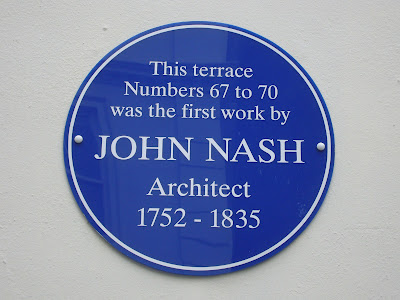 This terrace
Numbers 67 to 70
was the first work by
JOHN NASH
Architect
1752 - 1835